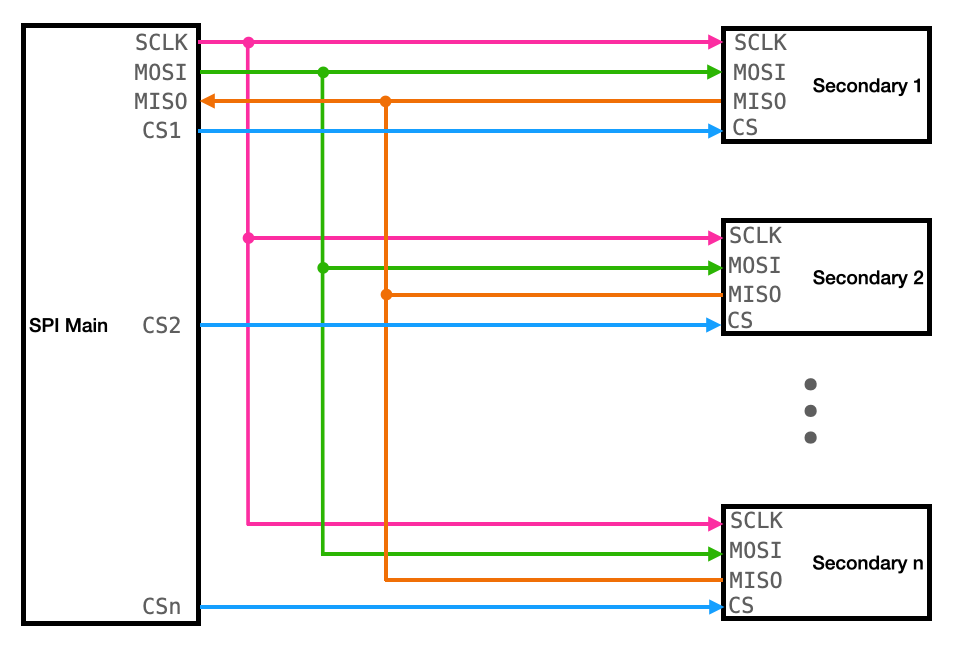 SCLK
MOSI
MISO
CS1
SPI Main
CS2
CSn
SCLK
MOSI
MISO
CS
Secondary 1
SCLK
MOSI
MISO
CS
Secondary 2
SCLK
MOSI
MISO
CS
Secondary n